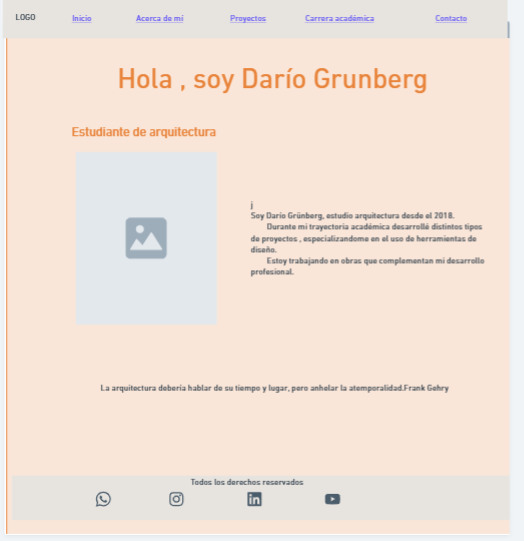 LOGO Inicio Acerca de mí Proyectos Carrera académica Contacto
Hola , soy Darío Grunberg
Estudiante de arquitectura
j
Soy Darío Grünberg, estudio arquitectura desde el 2018.
Durante mi trayectoria académica desarrollé distintos tipos
de proyectos , especializandome en el uso de herramientas de
diseño.
Estoy trabajando en obras que complementan mi desarrollo
profesional.
La arquitectura debería hablar de su tiempo y lugar, pero anhelar la atemporalidad.Frank Gehry
Todos los derechos reservados